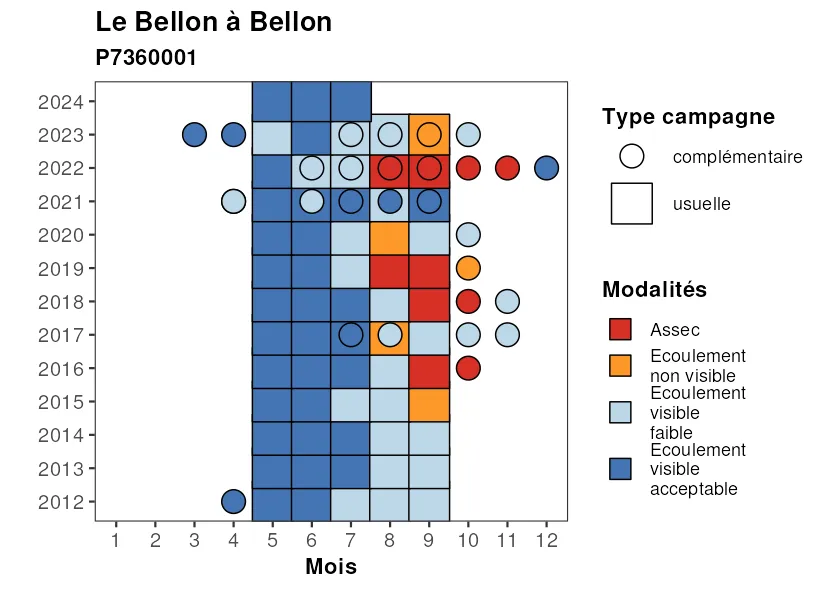 Le Bellon à Bellon
P7360001
2024
2023
2022
2021
2020
2019
2018
2017
2016
2015
2014
2013
2012
1 2 3 4 5 6 7 8 9 10 11 12
Mois
Type campagne
complémentaire
usuelle
Modalités
Assec
Ecoulement
non visible
Ecoulement
visible
faible
Ecoulement
visible
acceptable